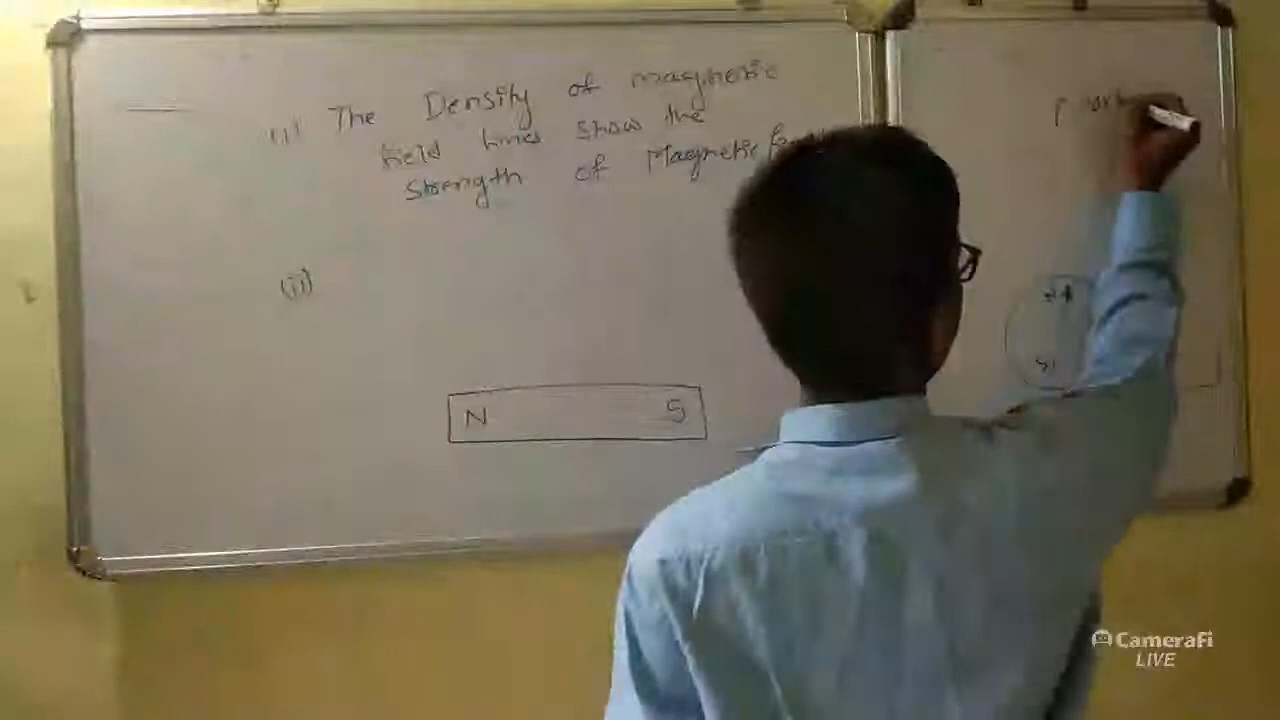 (i) The Density of magnetic
field lines show the
strength of Magnetic
(ii)
N S
CameraFi
LIVE